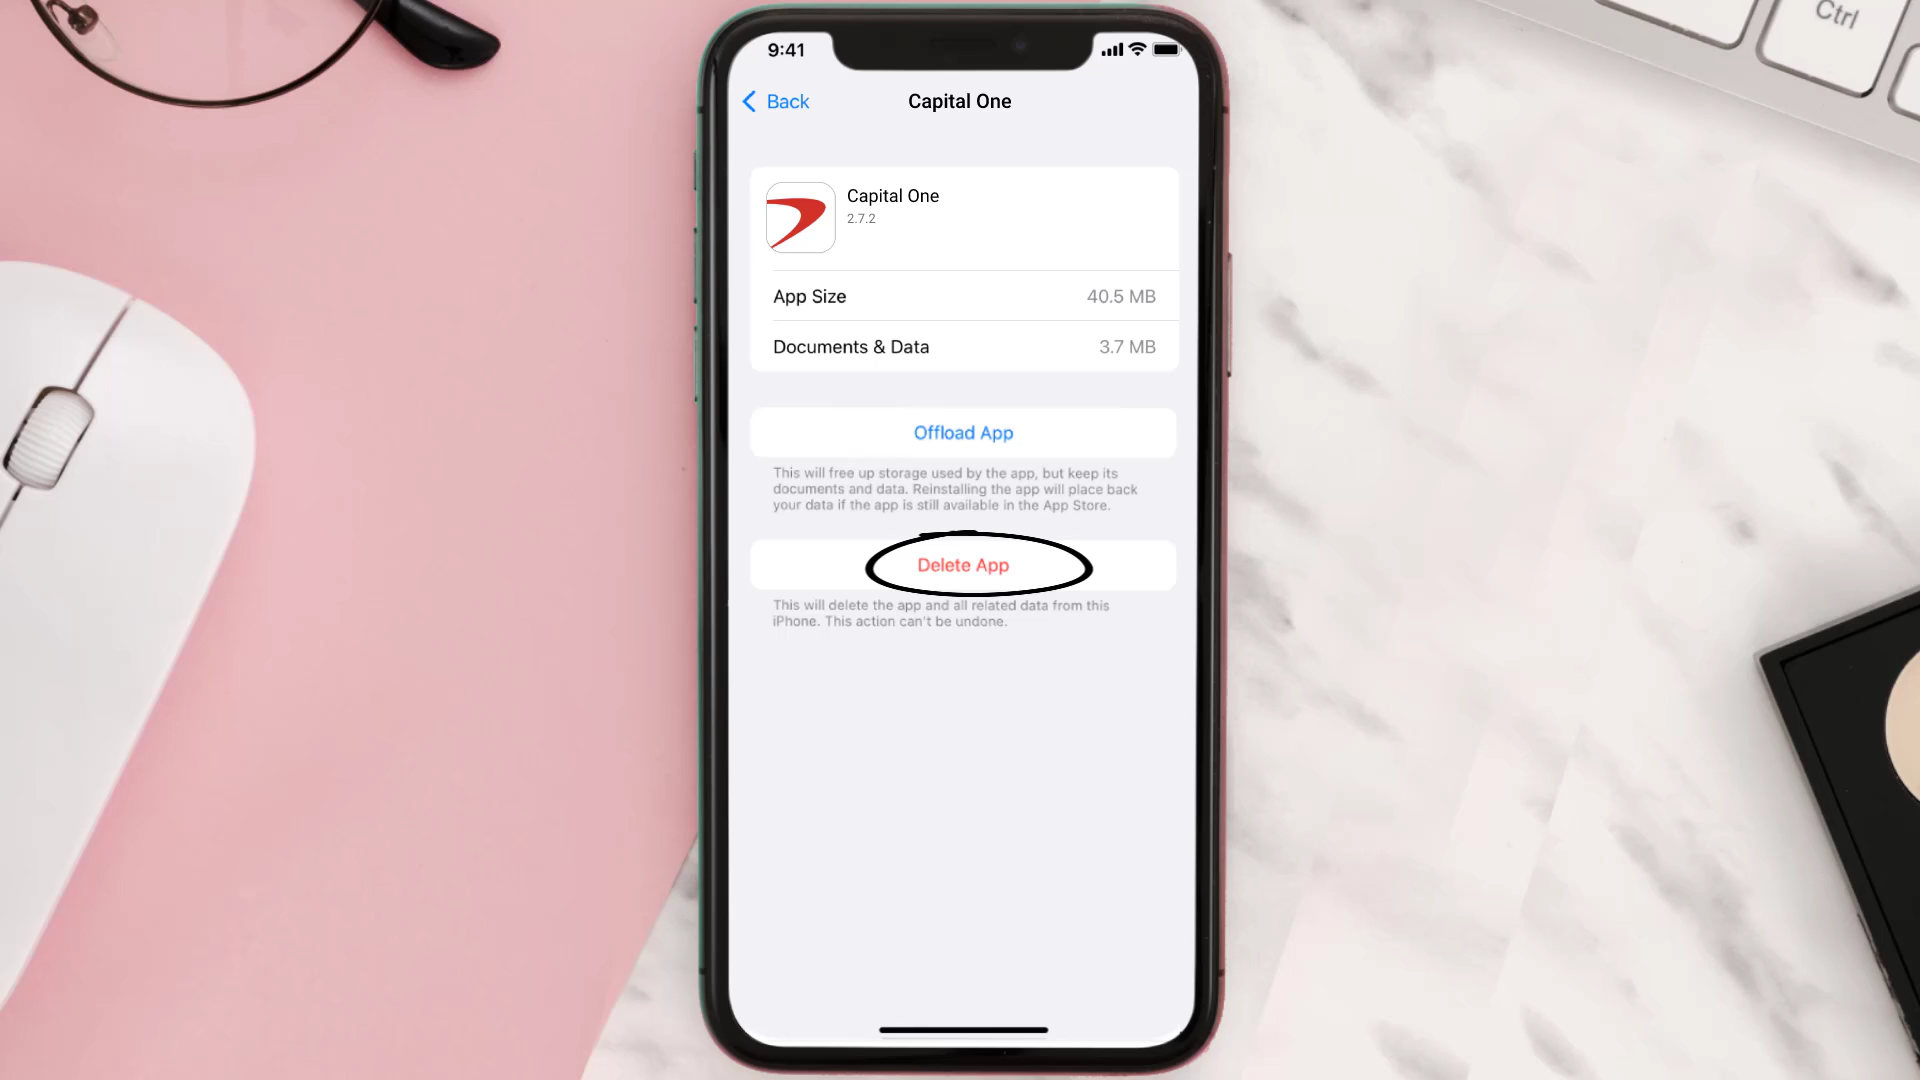 Ctrl
9:41
Back
Capital One
Capital One
2.7.2
App Size 40.5 MB
Documents & Data 3.7 MB
Offload App
This will free up storage used by the app, but keep its
documents and data. Reinstalling the app will place back
your data if the app is still available in the App Store.
Delete App
This will delete the app and all related data from this
iPhone. This action can't be undone.